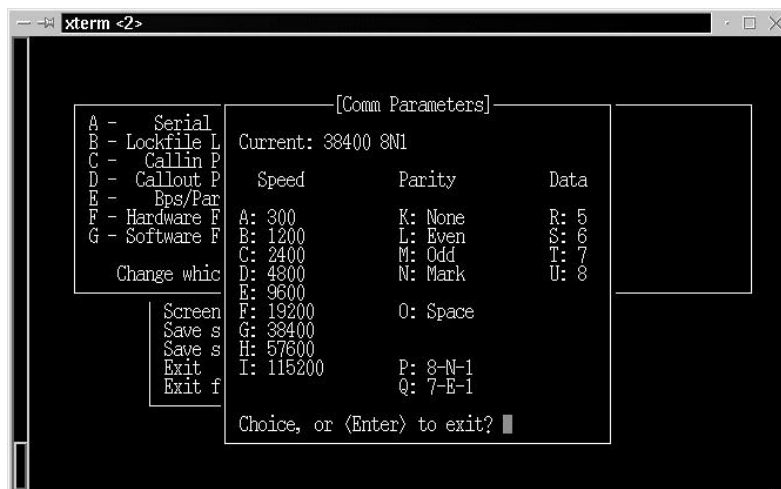 xterm <2>
[Comm Parameters]
A - Serial
B - Lockfile L
C - Callin P
D - Callout P
E - Bps/Par
F - Hardware F
G - Software F
Change whic
Screen
Save s
Save s
Exit
Exit f
Current: 38400 8N1
Speed Parity Data
A: 300 K: None R: 5
B: 1200 L: Even S: 6
C: 2400 M: Odd T: 7
D: 4800 N: Mark U: 8
E: 9600
F: 19200 O: Space
G: 38400
H: 57600
I: 115200 P: 8-N-1
Q: 7-E-1
Choice, or <Enter> to exit?